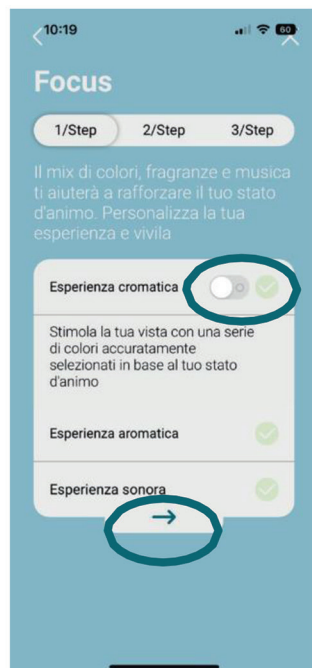 10:19
60
Focus
1/Step 2/Step 3/Step
Il mix di colori, fragranze e musica
ti aiuterà a rafforzare il tuo stato
d'animo. Personalizza la tua
esperienza e vivila
Esperienza cromatica
Stimola la tua vista con una serie
di colori accuratamente
selezionati in base al tuo stato
d'animo
Esperienza aromatica
Esperienza sonora